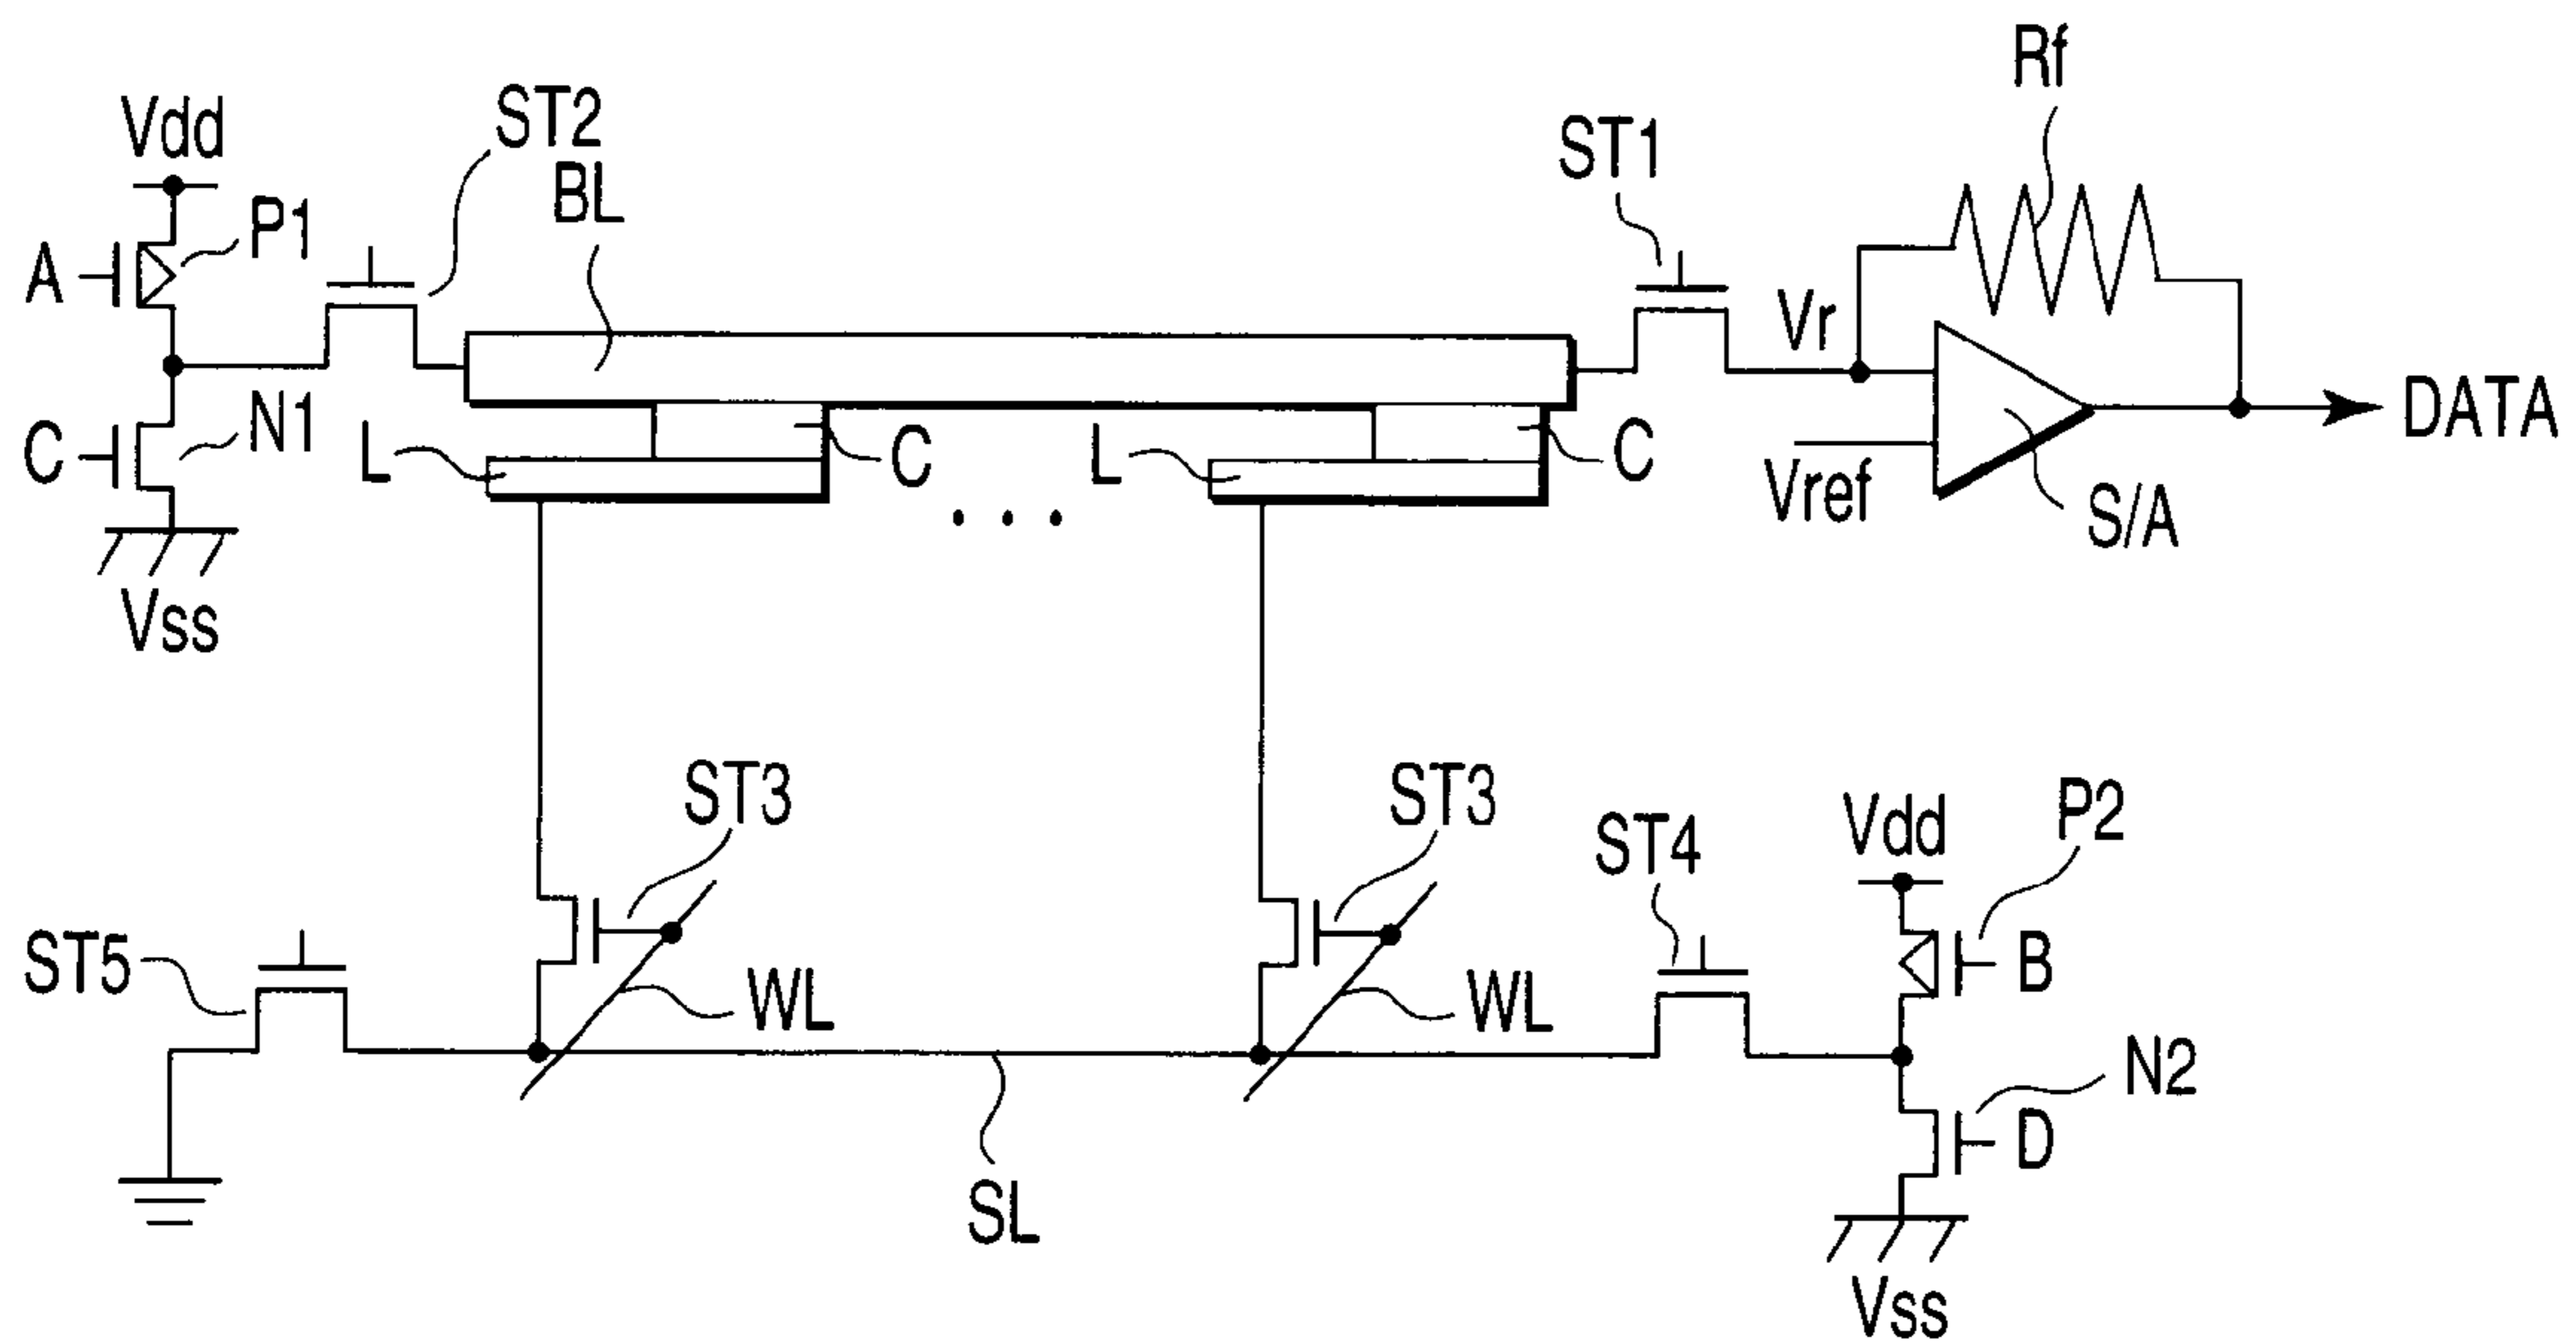 Rf
Vdd
ST2
ST1
BL
P1
A
Vr
C
N1
L
C
L
C
DATA
Vref
S/A
Vss
ST3
ST3
ST4
Vdd
P2
ST5
B
WL
WL
N2
D
SL
Vss